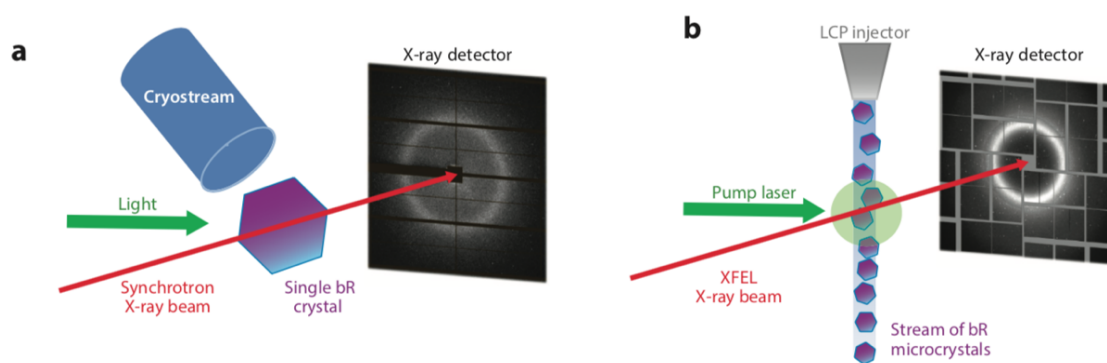 a
X-ray detector
Cryostream
Light
Synchrotron
X-ray beam
Single bR
crystal
b
LCP injector
X-ray detector
Pump laser
XFEL
X-ray beam
Stream of bR
microcrystals